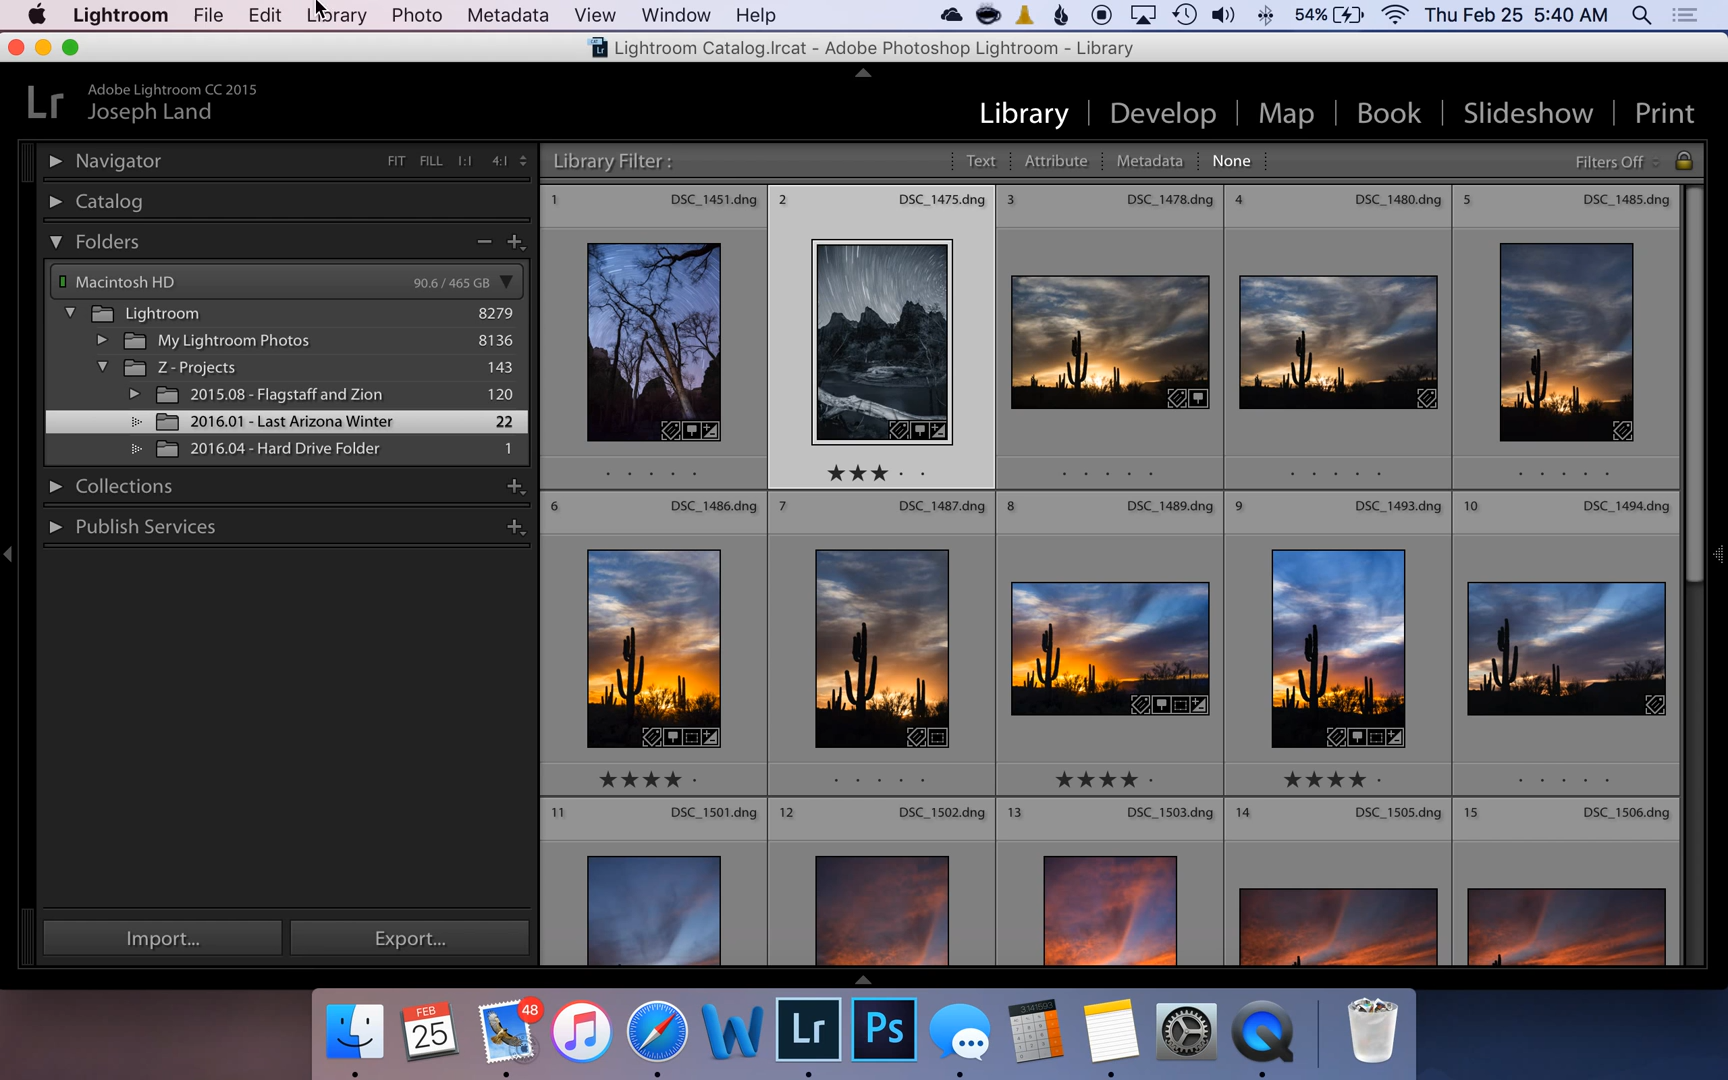 Lightroom File Edit Library Photo Metadata View Window Help 54% Thu Feb 25 5:40 AM
Lightroom Catalog.lrcat - Adobe Photoshop Lightroom - Library
Lr Adobe Lightroom CC 2015
Joseph Land
Library | Develop | Map | Book | Slideshow | Print
Navigator FIT FILL 1:1 4:1
Library Filter : Text Attribute Metadata None Filters Off
Catalog
Folders
Macintosh HD 90.6 / 465 GB
Lightroom 8279
My Lightroom Photos 8136
Z - Projects 143
2015.08 - Flagstaff and Zion 120
2016.01 - Last Arizona Winter 22
2016.04 - Hard Drive Folder 1
Collections
Publish Services
Import... Export...
1 DSC_1451.dng 2 DSC_1475.dng 3 DSC_1478.dng 4 DSC_1480.dng 5 DSC_1485.dng
6 DSC_1486.dng 7 DSC_1487.dng 8 DSC_1489.dng 9 DSC_1493.dng 10 DSC_1494.dng
11 DSC_1501.dng 12 DSC_1502.dng 13 DSC_1503.dng 14 DSC_1505.dng 15 DSC_1506.dng
FEB
25
48
W
Lr
Ps